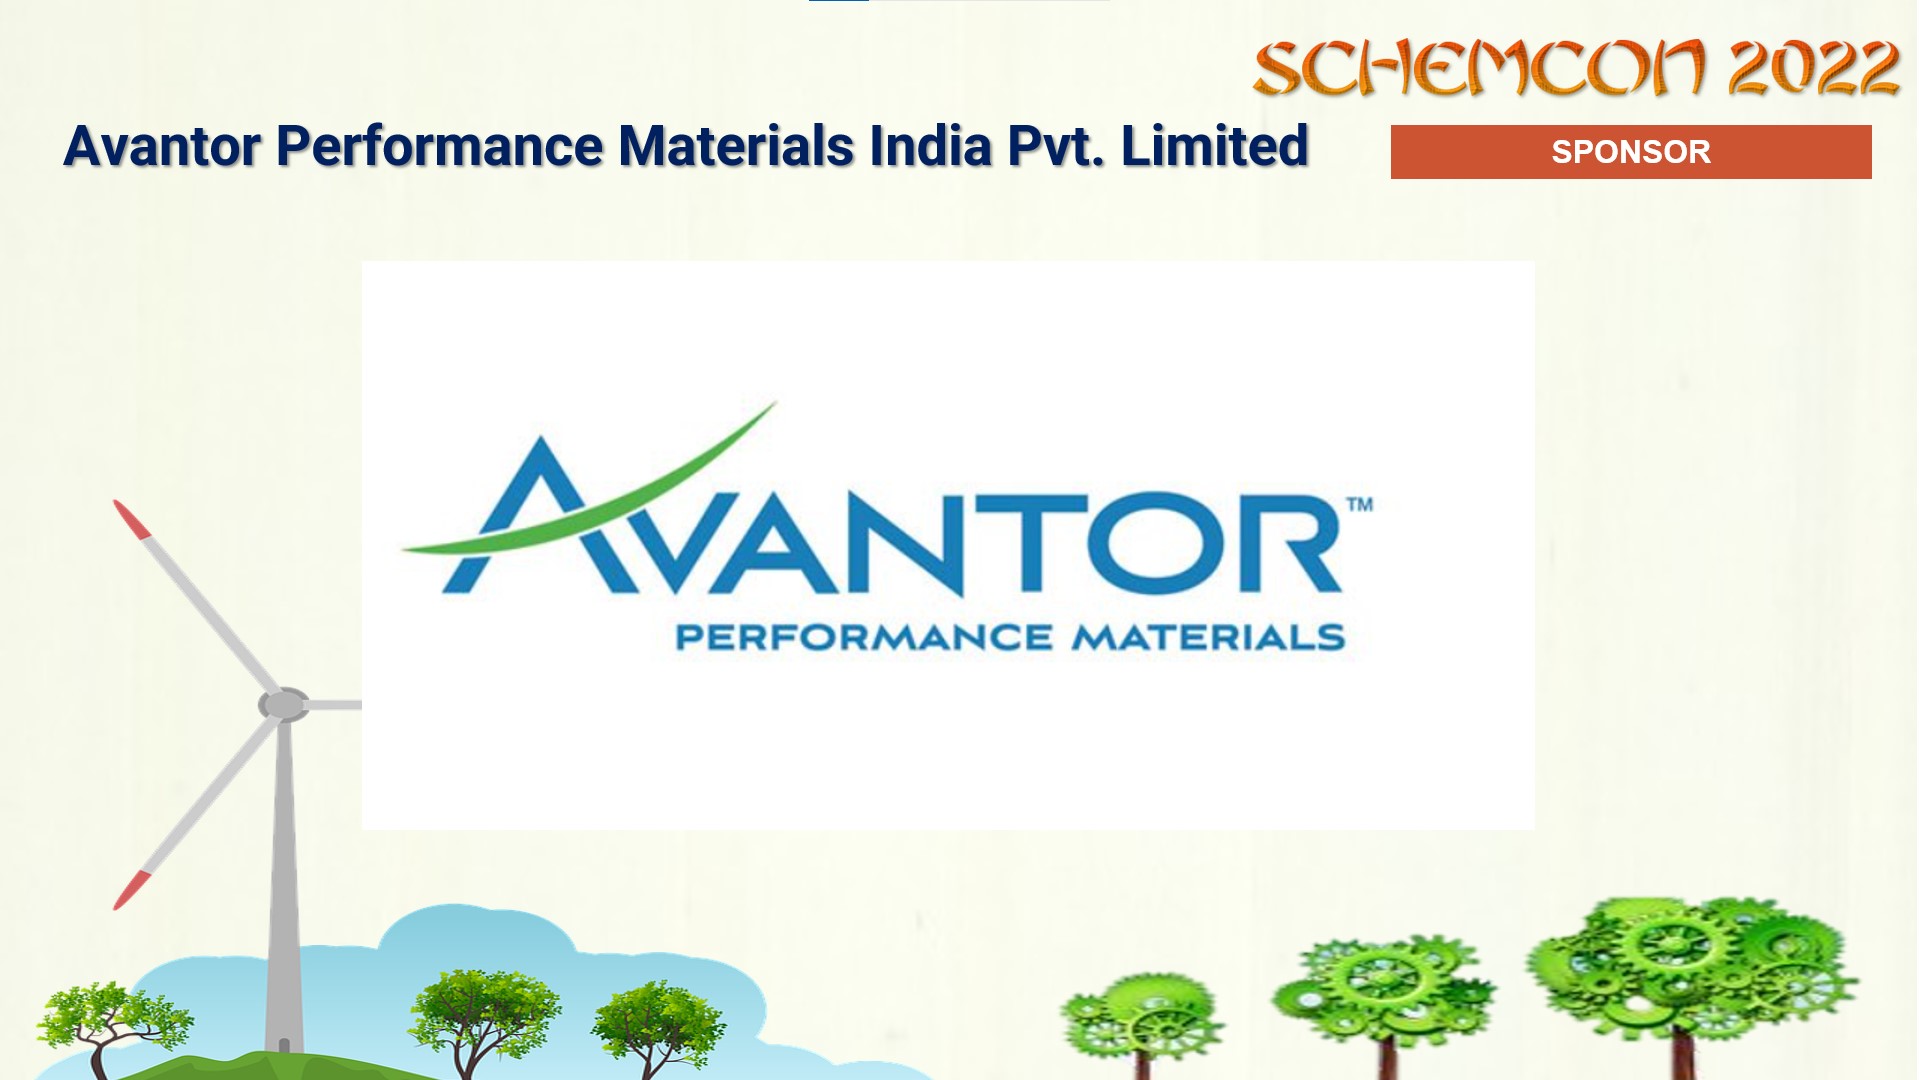 SCHEMCON 2022
Avantor Performance Materials India Pvt. Limited
SPONSOR
AVANTOR™
PERFORMANCE MATERIALS